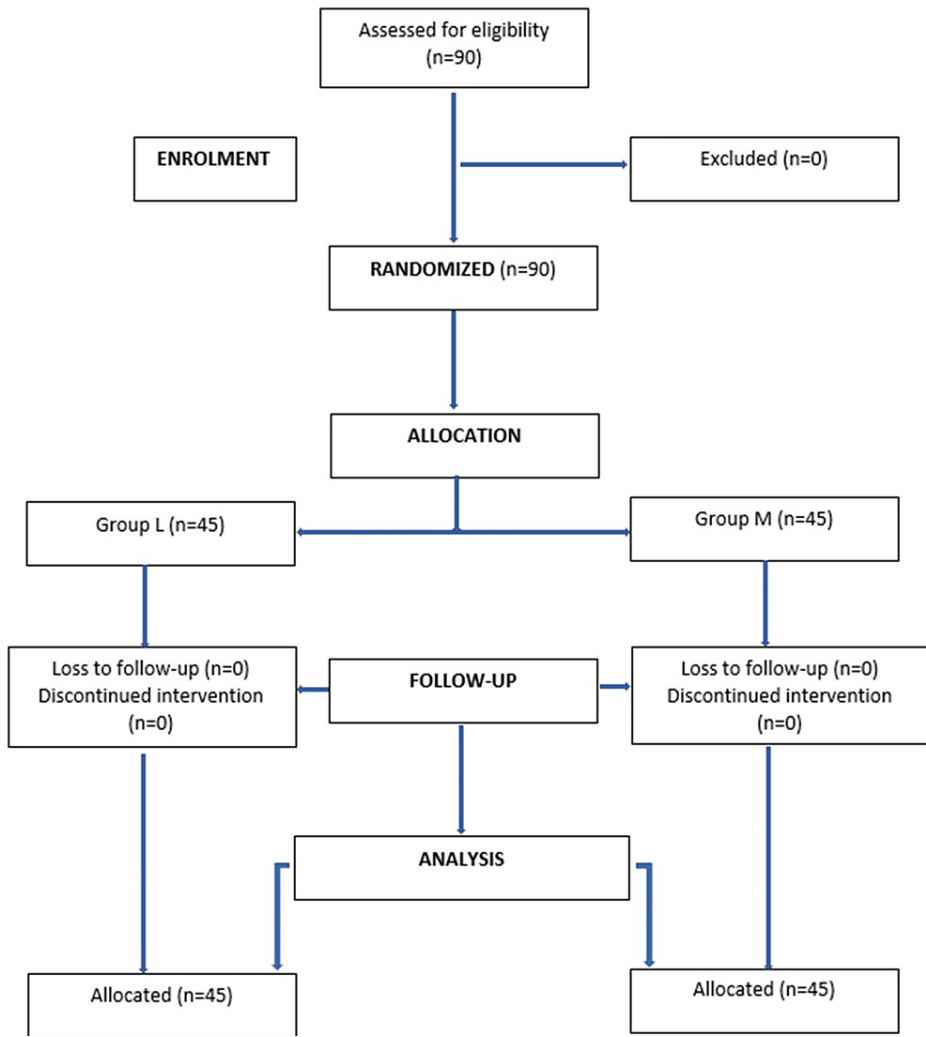 Assessed for eligibility
(n=90)
ENROLMENT
Excluded (n=0)
RANDOMIZED (n=90)
ALLOCATION
Group L (n=45)
Group M (n=45)
Loss to follow-up (n=0)
Discontinued intervention
(n=0)
FOLLOW-UP
Loss to follow-up (n=0)
Discontinued intervention
(n=0)
ANALYSIS
Allocated (n=45)
Allocated (n=45)